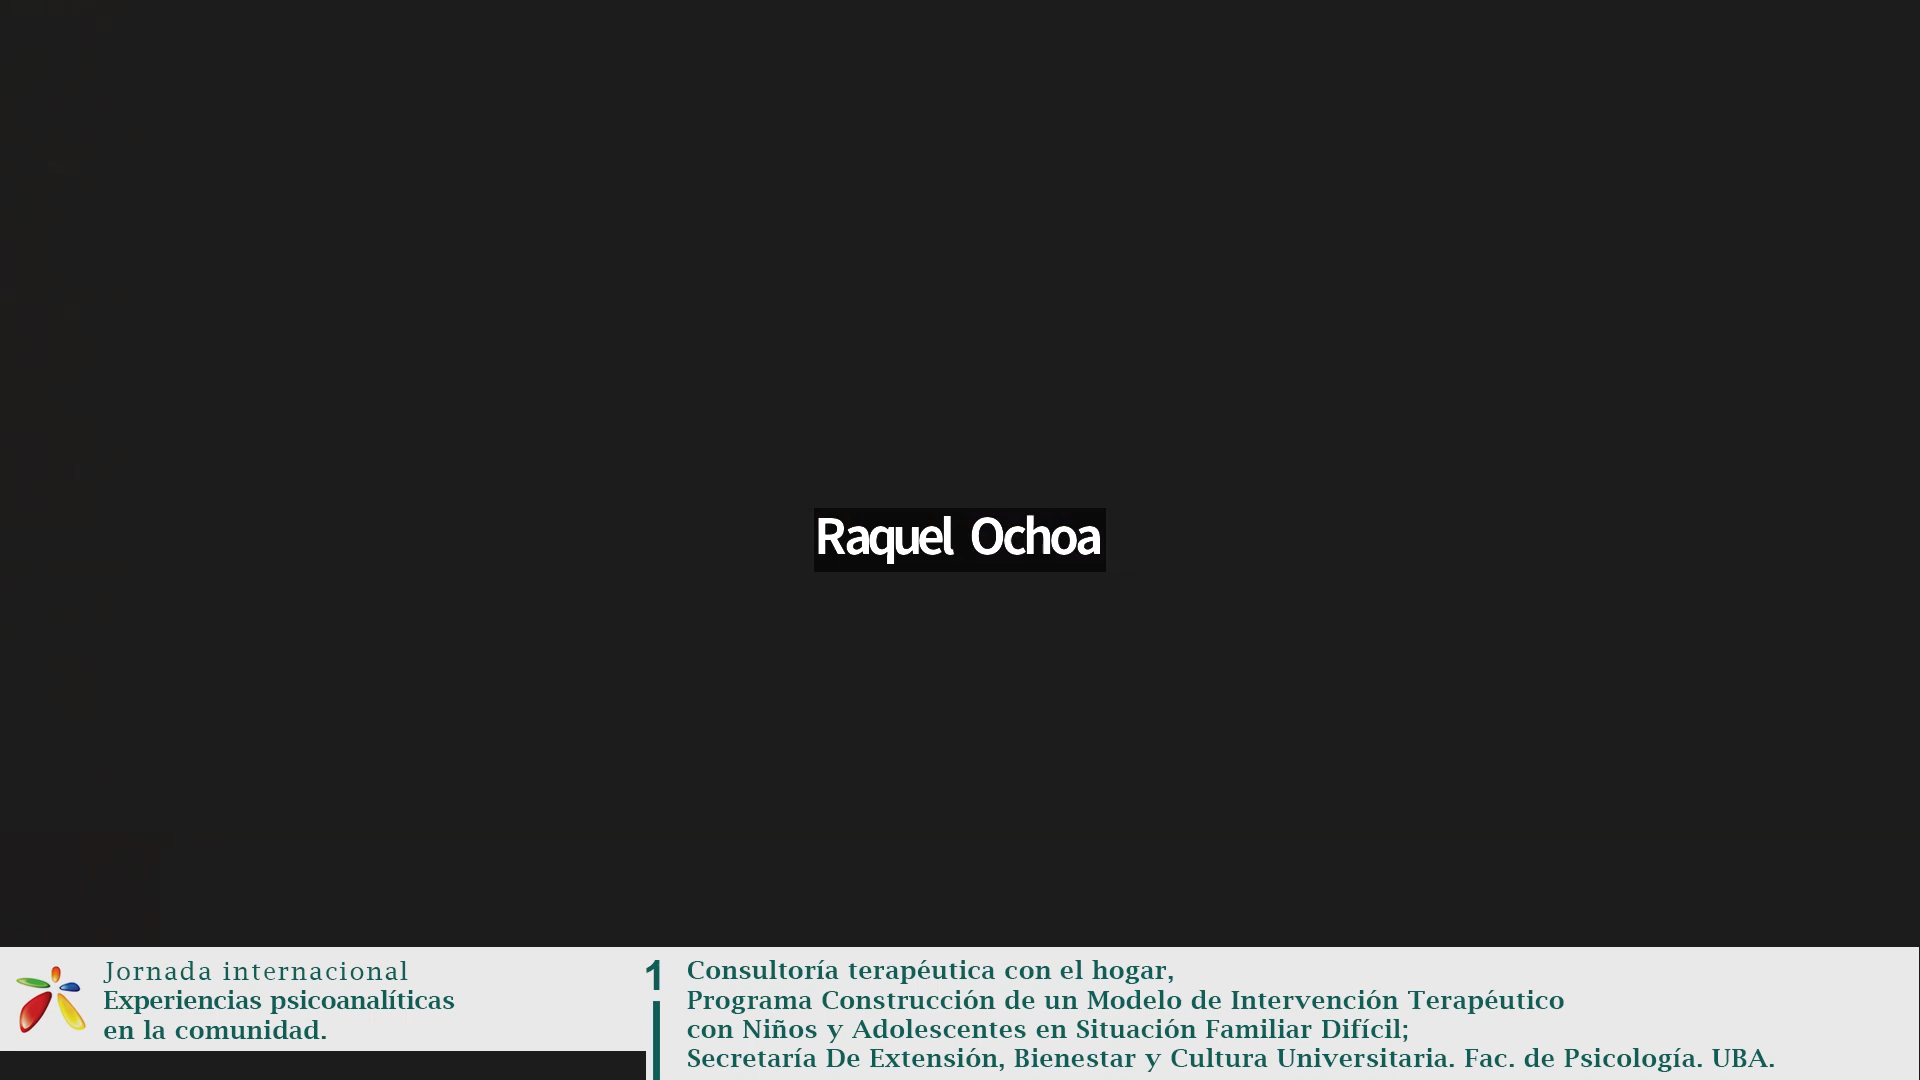 Raquel Ochoa
Jornada internacional
Experiencias psicoanalíticas
en la comunidad.
1
Consultoría terapéutica con el hogar,
Programa Construcción de un Modelo de Intervención Terapéutico
con Niños y Adolescentes en Situación Familiar Difícil;
Secretaría De Extensión, Bienestar y Cultura Universitaria. Fac. de Psicología. UBA.